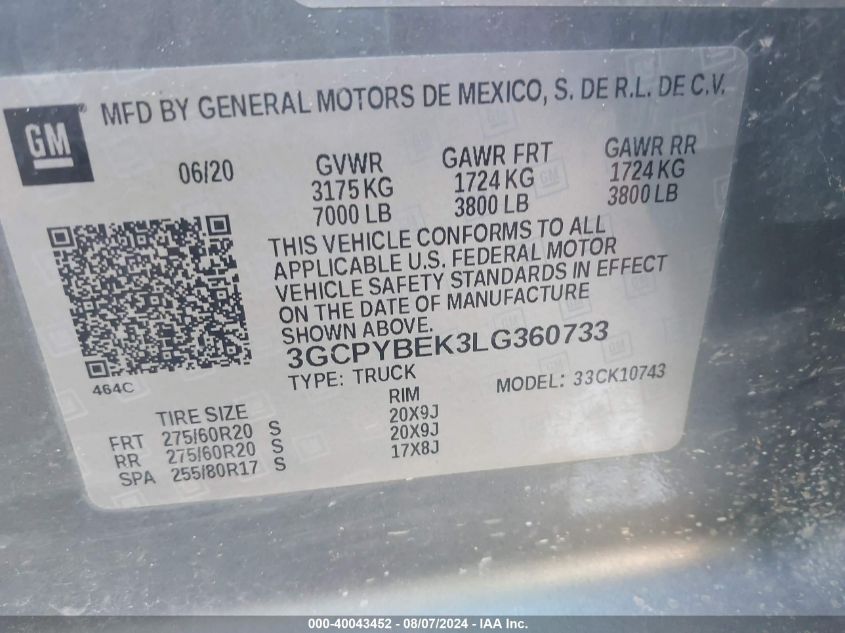 GM
MFD BY GENERAL MOTORS DE MEXICO, S. DE R.L. DE C.V.
06/20
GVWR
3175 KG
7000 LB
GAWR FRT
1724 KG
3800 LB
GAWR RR
1724 KG
3800 LB
THIS VEHICLE CONFORMS TO ALL
APPLICABLE U.S. FEDERAL MOTOR
VEHICLE SAFETY STANDARDS IN EFFECT
ON THE DATE OF MANUFACTURE
SHOWN ABOVE.
3GCPYBEK3LG360733
464C
TYPE: TRUCK MODEL: 33CK10743
TIRE SIZE RIM
FRT 275/60R20 S 20X9J
RR 275/60R20 S 20X9J
SPA 255/80R17 S 17X8J
000-40043452 - 08/07/2024 - IAA Inc.